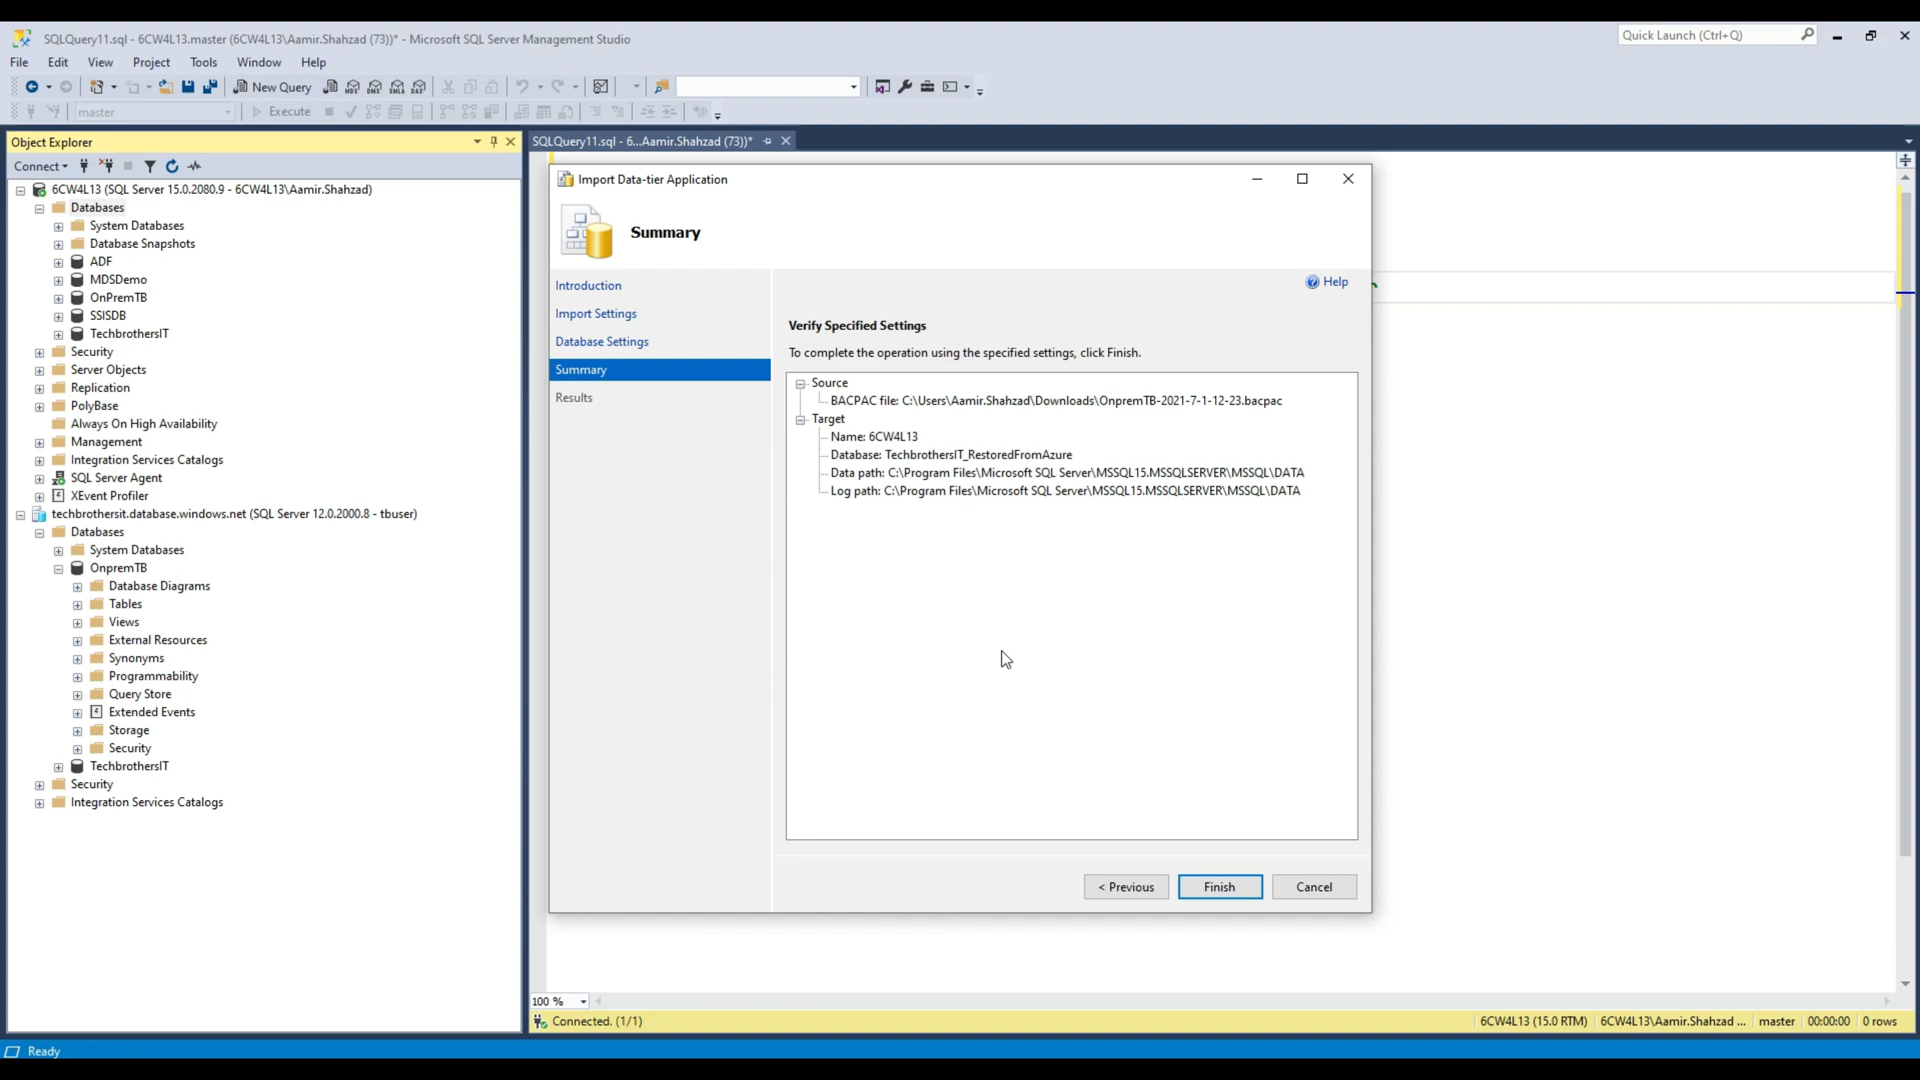 SQLQuery11.sql - 6CW4L13.master (6CW4L13\Aamir.Shahzad (73))* - Microsoft SQL Server Management Studio
Quick Launch (Ctrl+Q)
File Edit View Project Tools Window Help
New Query
master
Execute
Object Explorer
Connect
6CW4L13 (SQL Server 15.0.2080.9 - 6CW4L13\Aamir.Shahzad)
Databases
System Databases
Database Snapshots
ADF
MDSDemo
OnPremTB
SSISDB
TechbrothersIT
Security
Server Objects
Replication
PolyBase
Always On High Availability
Management
Integration Services Catalogs
SQL Server Agent
XEvent Profiler
techbrothersit.database.windows.net (SQL Server 12.0.2000.8 - tbuser)
Databases
System Databases
OnpremTB
Database Diagrams
Tables
Views
External Resources
Synonyms
Programmability
Query Store
Extended Events
Storage
Security
TechbrothersIT
Security
Integration Services Catalogs
SQLQuery11.sql - 6...Aamir.Shahzad (73))*
Import Data-tier Application
Summary
Introduction
Import Settings
Database Settings
Summary
Results
Help
Verify Specified Settings
To complete the operation using the specified settings, click Finish.
Source
BACPAC file: C:\Users\Aamir.Shahzad\Downloads\OnpremTB-2021-7-1-12-23.bacpac
Target
Name: 6CW4L13
Database: TechbrothersIT_RestoredFromAzure
Data path: C:\Program Files\Microsoft SQL Server\MSSQL15.MSSQLSERVER\MSSQL\DATA
Log path: C:\Program Files\Microsoft SQL Server\MSSQL15.MSSQLSERVER\MSSQL\DATA
< Previous
Finish
Cancel
100 %
Connected. (1/1)
6CW4L13 (15.0 RTM)
6CW4L13\Aamir.Shahzad ...
master
00:00:00
0 rows
Ready